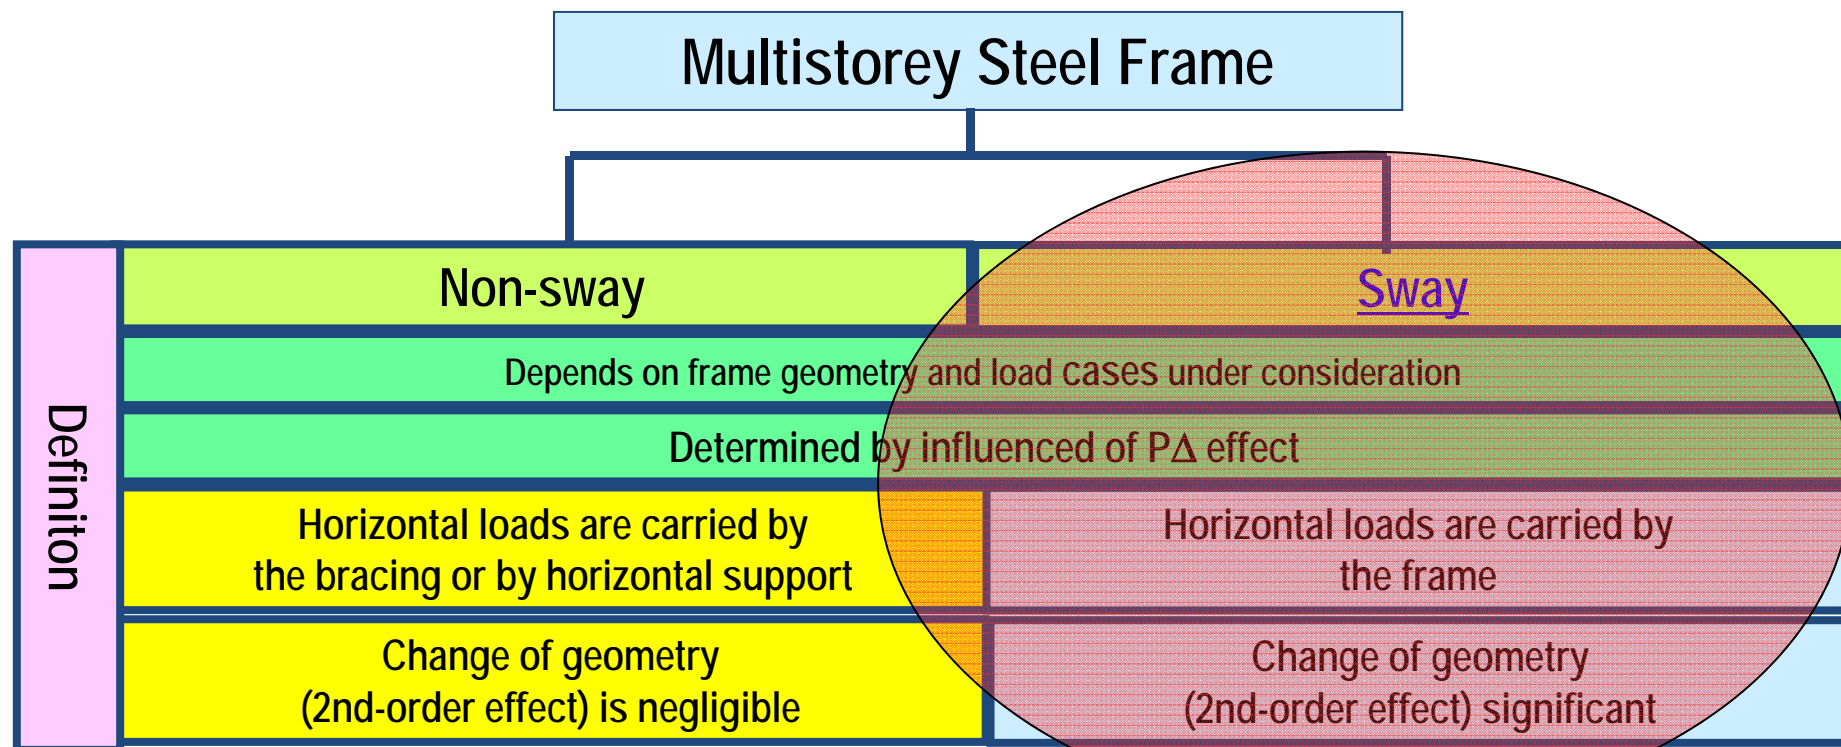 Multistorey Steel Frame
Non-sway
Sway
Definiton
Depends on frame geometry and load cases under consideration
Determined by influenced of PΔ effect
Horizontal loads are carried by
the bracing or by horizontal support
Horizontal loads are carried by
the frame
Change of geometry
(2nd-order effect) is negligible
Change of geometry
(2nd-order effect) significant